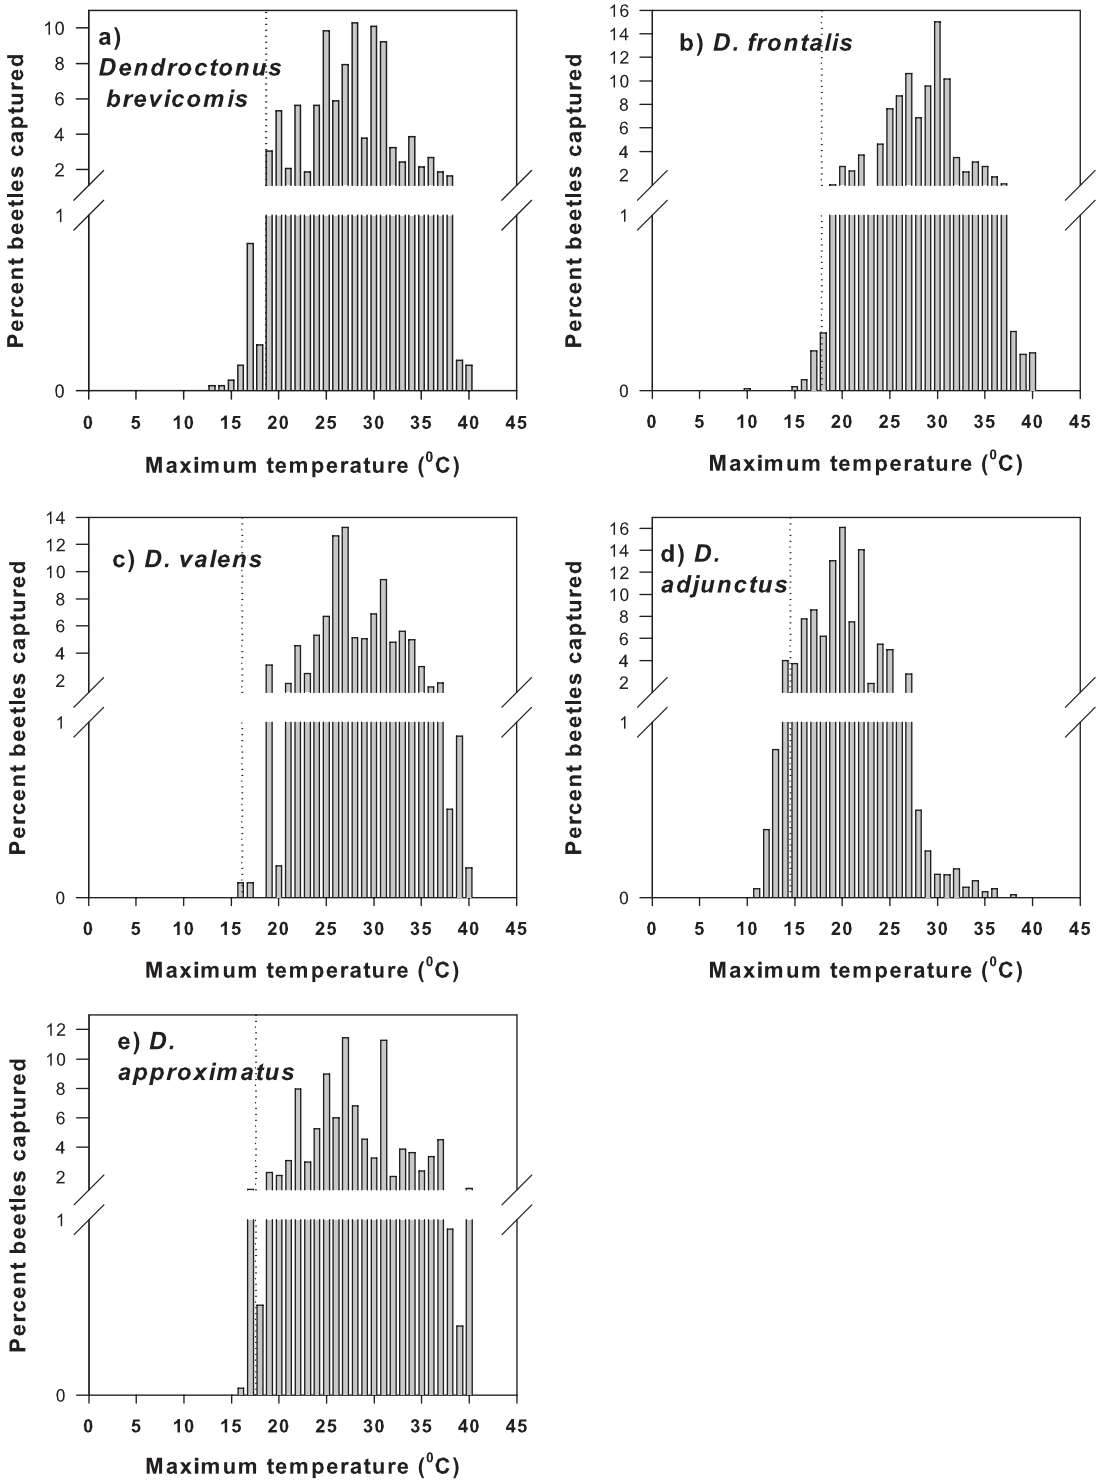 a)
Dendroctonus
brevicomis
Percent beetles captured
10
8
6
4
2
1
0
0 5 10 15 20 25 30 35 40 45
Maximum temperature (⁰C)
b) D. frontalis
Percent beetles captured
16
14
12
10
8
6
4
2
1
0
0 5 10 15 20 25 30 35 40 45
Maximum temperature (⁰C)
c) D. valens
Percent beetles captured
14
12
10
8
6
4
2
1
0
0 5 10 15 20 25 30 35 40 45
Maximum temperature (⁰C)
d) D.
adjunctus
Percent beetles captured
16
14
12
10
8
6
4
2
1
0
0 5 10 15 20 25 30 35 40 45
Maximum temperature (⁰C)
e) D.
approximatus
Percent beetles captured
12
10
8
6
4
2
1
0
0 5 10 15 20 25 30 35 40 45
Maximum temperature (⁰C)